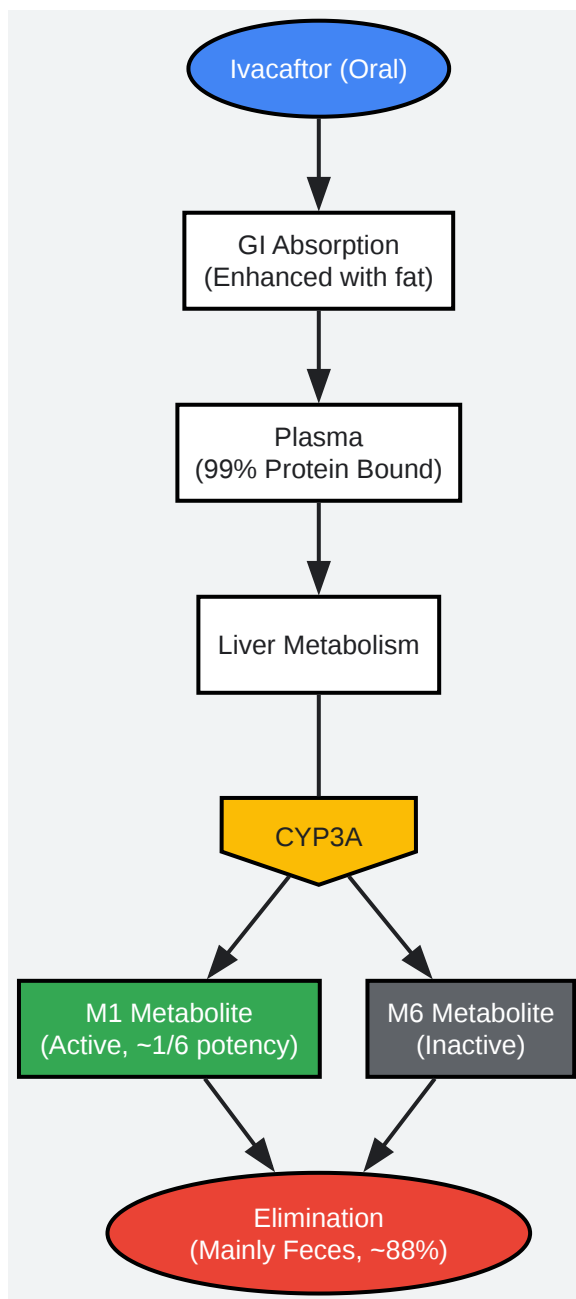 Ivacaftor (Oral)
GI Absorption
(Enhanced with fat)
Plasma
(99% Protein Bound)
Liver Metabolism
CYP3A
M1 Metabolite
(Active, ~1/6 potency)
M6 Metabolite
(Inactive)
Elimination
(Mainly Feces, ~88%)